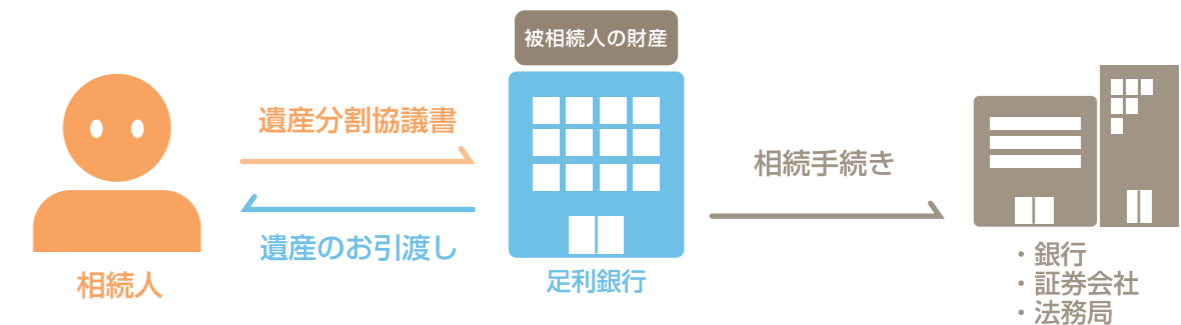 被相続人の財産
遺産分割協議書
遺産のお引渡し
相続人
足利銀行
相続手続き
・銀行
・証券会社
・法務局